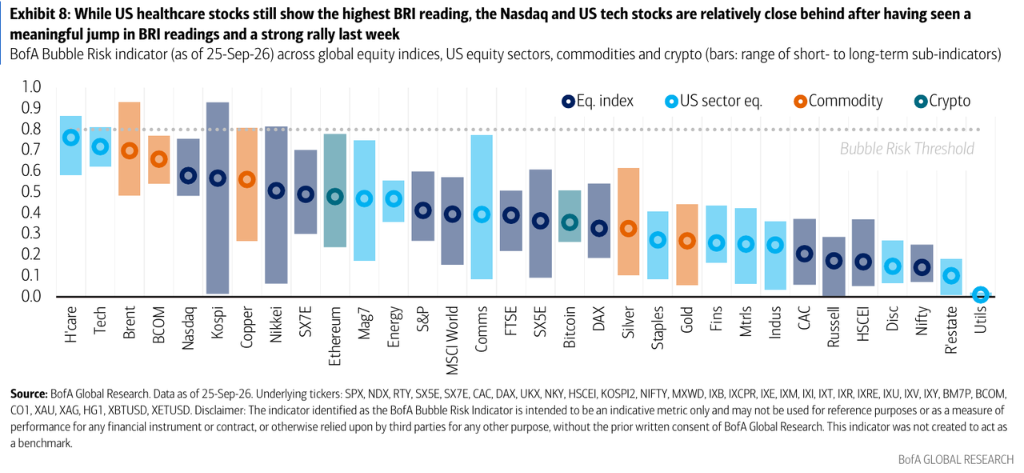 Exhibit 8: While US healthcare stocks still show the highest BRI reading, the Nasdaq and US tech stocks are relatively close behind after having seen a
meaningful jump in BRI readings and a strong rally last week
BofA Bubble Risk indicator (as of 25-Sep-26) across global equity indices, US equity sectors, commodities and crypto (bars: range of short- to long-term sub-indicators)
1.0
0.9
0.8
0.7
0.6
0.5
0.4
0.3
0.2
0.1
0.0
Eq. index
US sector eq.
Commodity
Crypto
Bubble Risk Threshold
H'care
Tech
Brent
BCOM
Nasdaq
Kospi
Copper
Nikkei
SX7E
Ethereum
Mag7
Energy
S&P
MSCI World
Comms
FTSE
SX5E
Bitcoin
DAX
Silver
Staples
Gold
Fins
Mtrls
Indus
CAC
Russell
HSCEI
Disc
Nifty
R'estate
Utils
Source: BofA Global Research. Data as of 25-Sep-26. Underlying tickers: SPX, NDX, RTY, SX5E, SX7E, CAC, DAX, UKX, NKY, HSCEI, KOSPI2, NIFTY, MXWD, IXB, IXCPR, IXE, IXM, IXI, IXT, IXR, IXRE, IXU, IXV, IXY, BM7P, BCOM,
CO1, XAU, XAG, HG1, XBTUSD, XETUSD. Disclaimer: The indicator identified as the BofA Bubble Risk Indicator is intended to be an indicative metric only and may not be used for reference purposes or as a measure of
performance for any financial instrument or contract, or otherwise relied upon by third parties for any other purpose, without the prior written consent of BofA Global Research. This indicator was not created to act as
a benchmark.
BofA GLOBAL RESEARCH